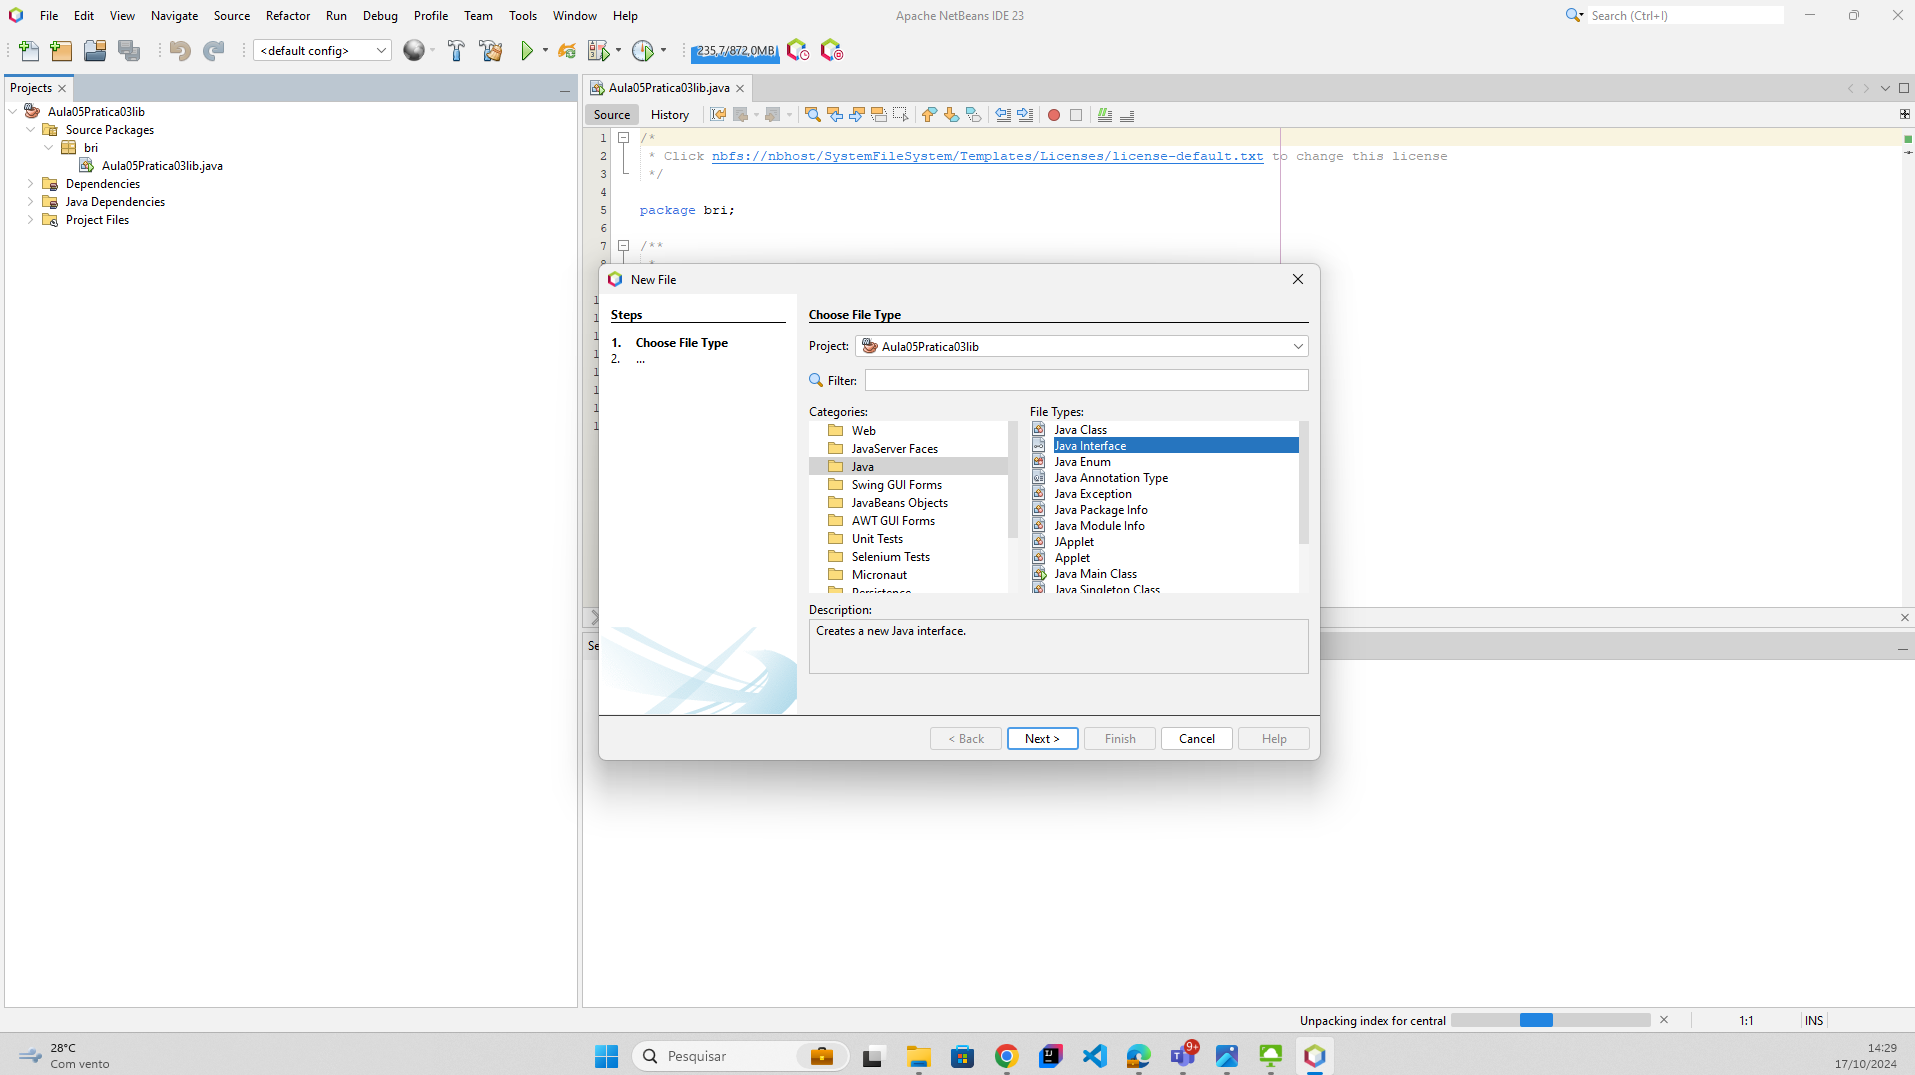 File Edit View Navigate Source Refactor Run Debug Profile Team Tools Window Help
Apache NetBeans IDE 23
Search (Ctrl+I)
<default config>
235,7/872,0MB
Projects
Aula05Pratica03lib
Source Packages
bri
Aula05Pratica03lib.java
Dependencies
Java Dependencies
Project Files
Aula05Pratica03lib.java
Source History
1 /*
2 * Click nbfs://nbhost/SystemFileSystem/Templates/Licenses/license-default.txt to change this license
3 */
4
5 package bri;
6
7 /**
New File
Steps
1. Choose File Type
2. ...
Choose File Type
Project: Aula05Pratica03lib
Filter:
Categories:
Web
JavaServer Faces
Java
Swing GUI Forms
JavaBeans Objects
AWT GUI Forms
Unit Tests
Selenium Tests
Micronaut
Persistence
File Types:
Java Class
Java Interface
Java Enum
Java Annotation Type
Java Exception
Java Package Info
Java Module Info
JApplet
Applet
Java Main Class
Java Singleton Class
Description:
Creates a new Java interface.
< Back Next > Finish Cancel Help
Unpacking index for central
1:1 INS
28°C
Com vento
Pesquisar
9+
14:29
17/10/2024